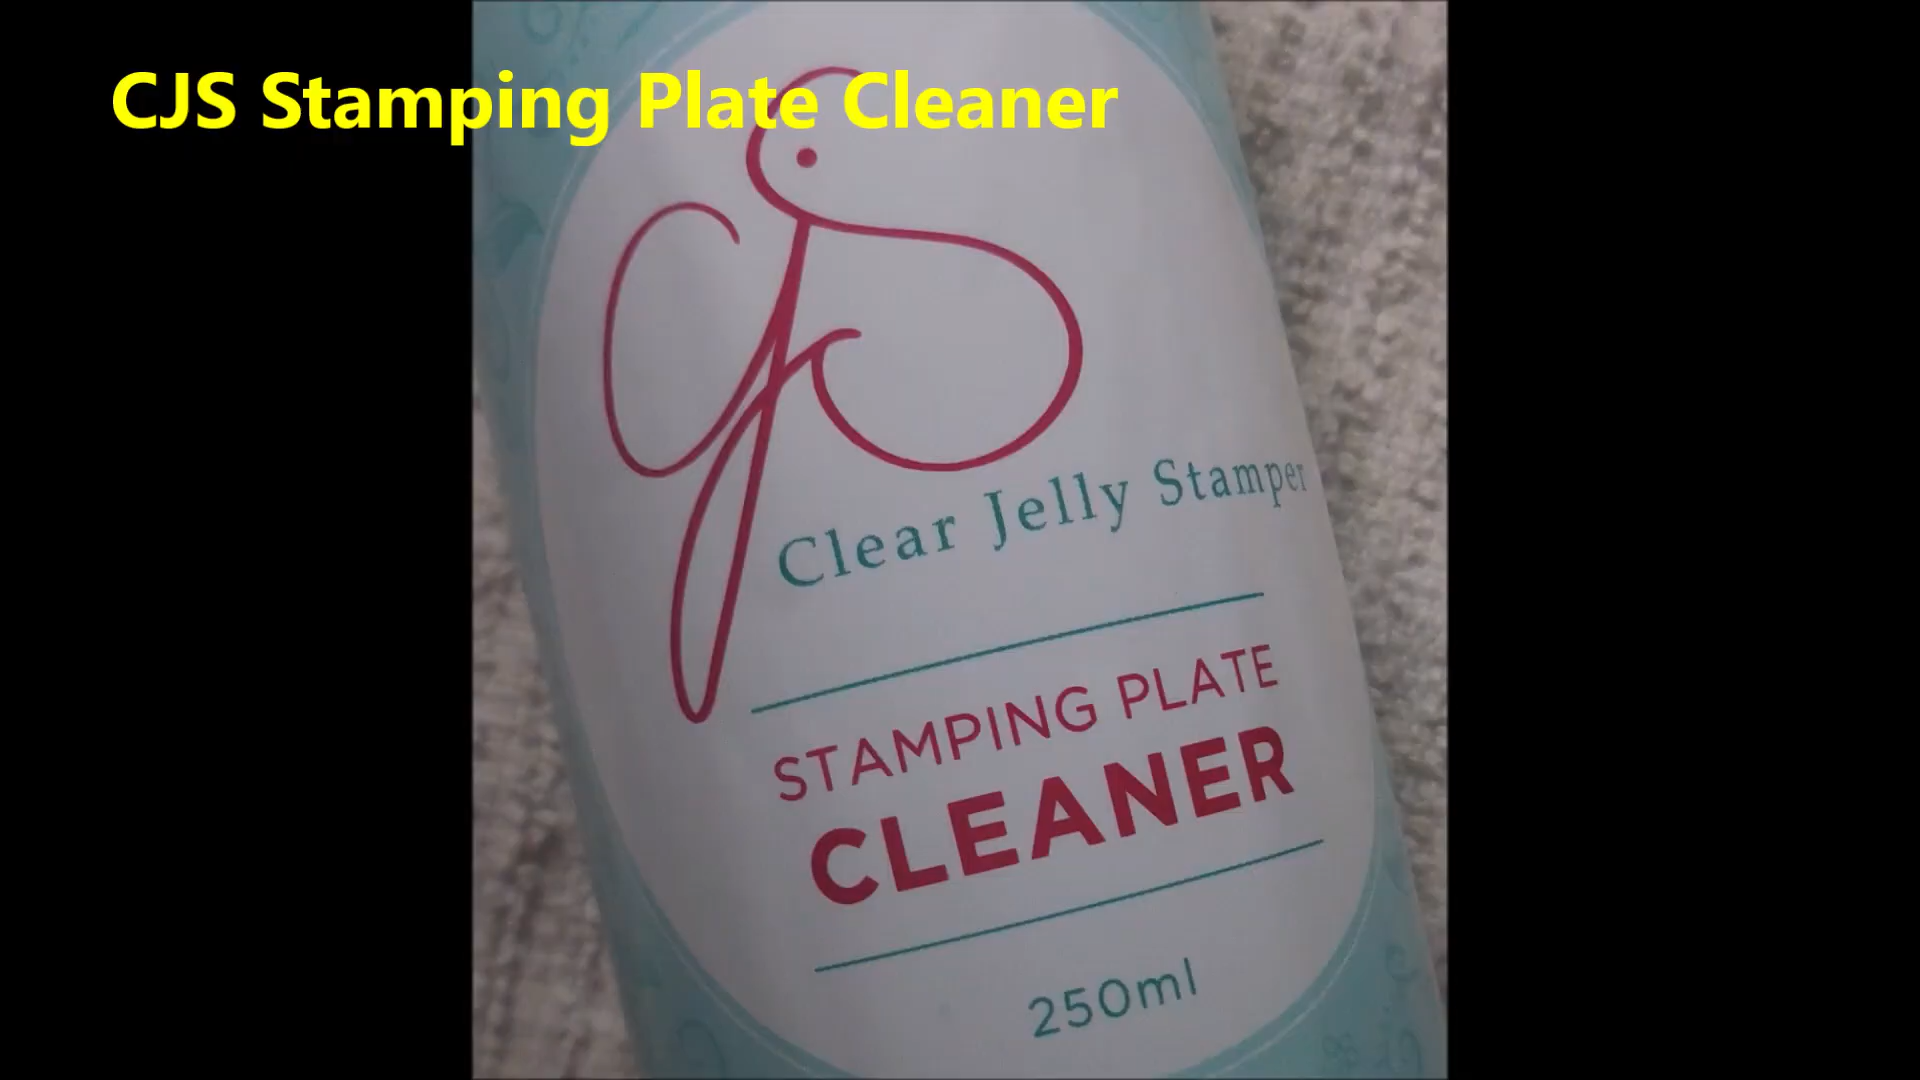 CJS Stamping Plate Cleaner
cjs
Clear Jelly Stamper
STAMPING PLATE
CLEANER
250ml